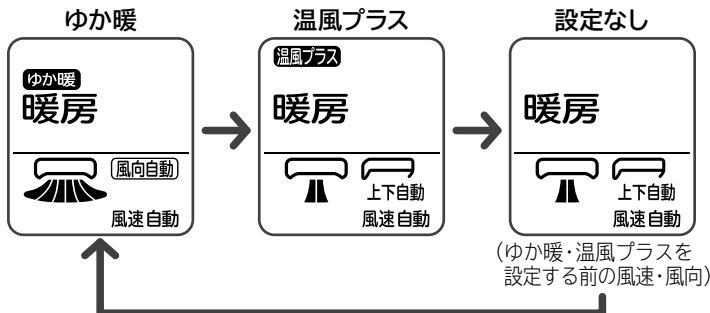 ゆか暖
温風プラス
設定なし
ゆか暖
暖房
風向自動
風速自動
温風プラス
暖房
上下自動
風速自動
暖房
上下自動
風速自動
(ゆか暖・温風プラスを
設定する前の風速・風向)